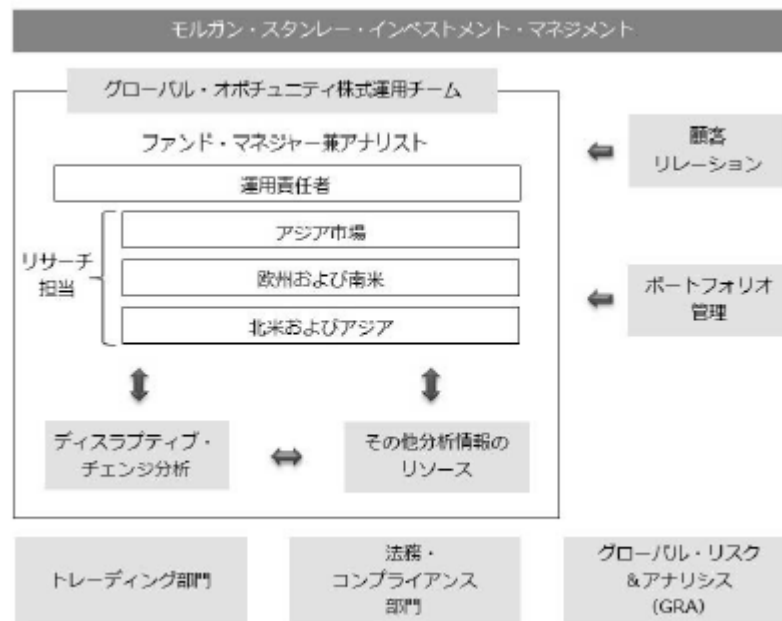 モルガン・スタンレー・インベストメント・マネジメント
グローバル・オポチュニティ株式運用チーム
ファンド・マネジャー兼アナリスト
運用責任者
リサーチ
担当
アジア市場
欧州および南米
北米およびアジア
ディスラプティブ・
チェンジ分析
その他分析情報の
リソース
顧客
リレーション
ポートフォリオ
管理
トレーディング部門
法務・
コンプライアンス
部門
グローバル・リスク
&アナリシス
(GRA)